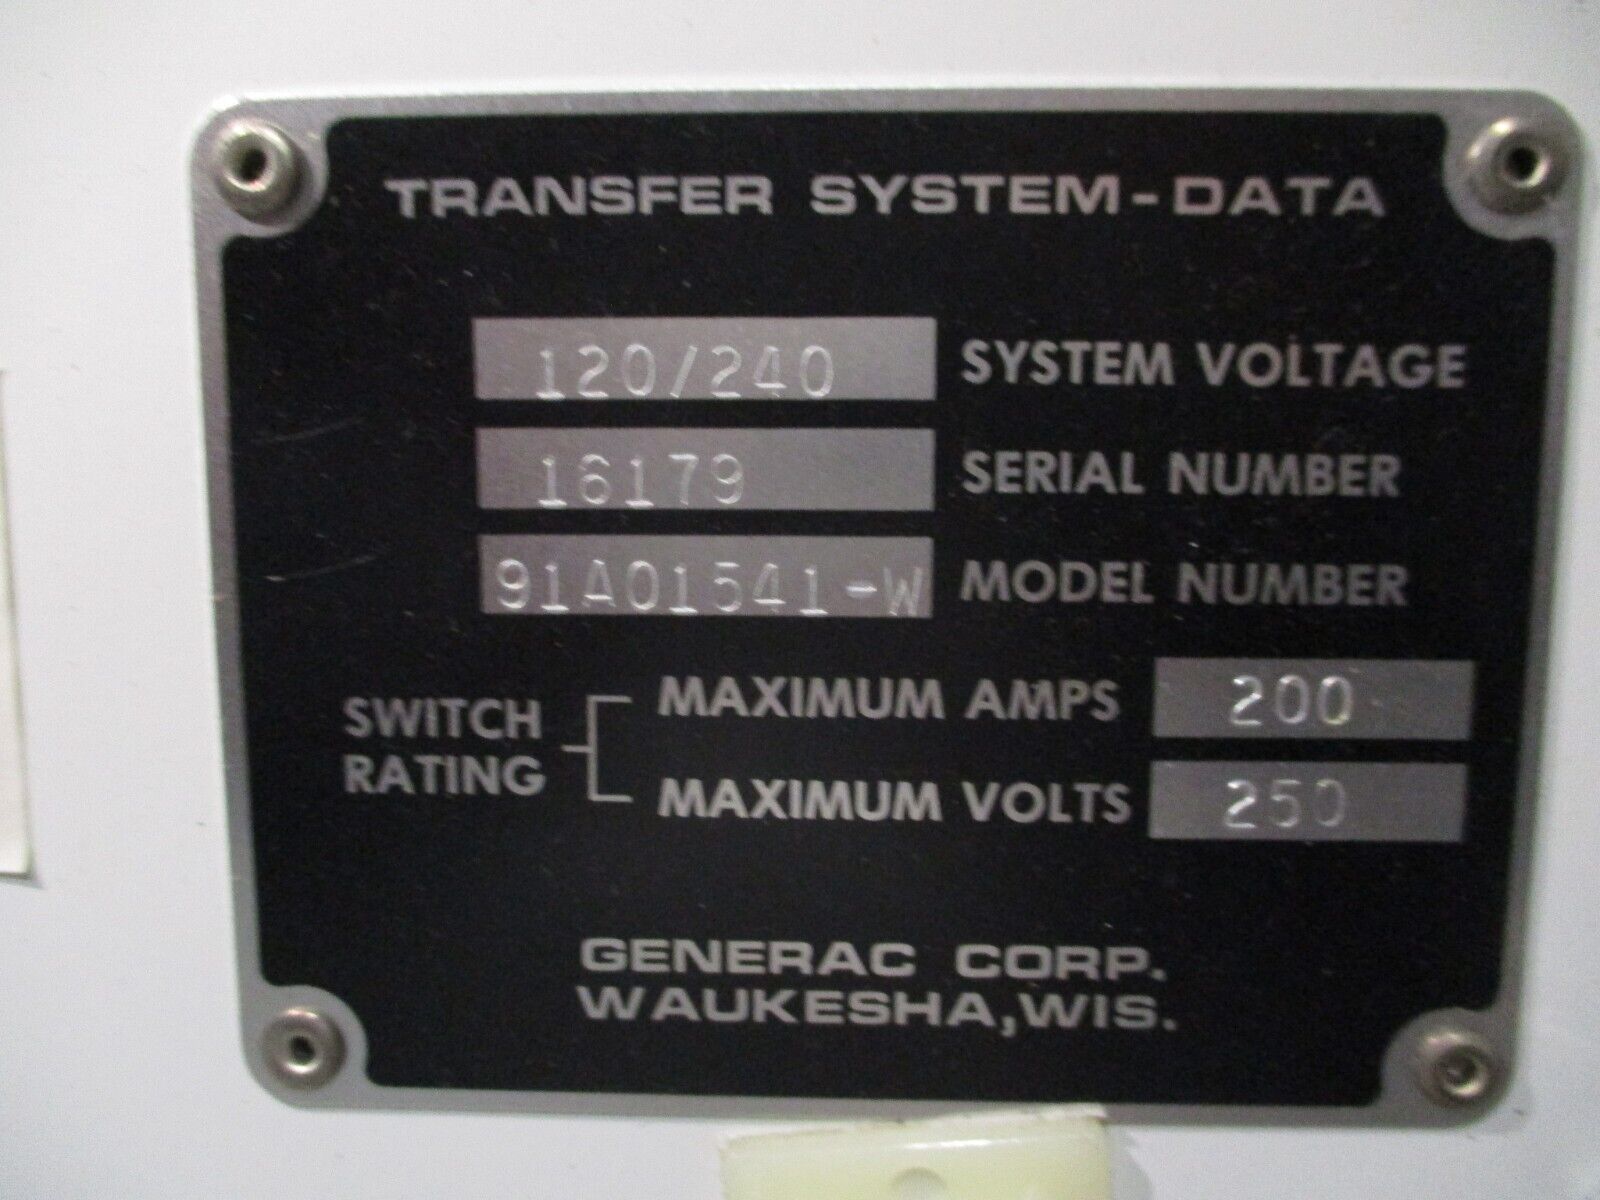 TRANSFER SYSTEM-DATA
120/240 SYSTEM VOLTAGE
16179 SERIAL NUMBER
91A01541-W MODEL NUMBER
SWITCH RATING
MAXIMUM AMPS 200
MAXIMUM VOLTS 250
GENERAC CORP.
WAUKESHA, WIS.